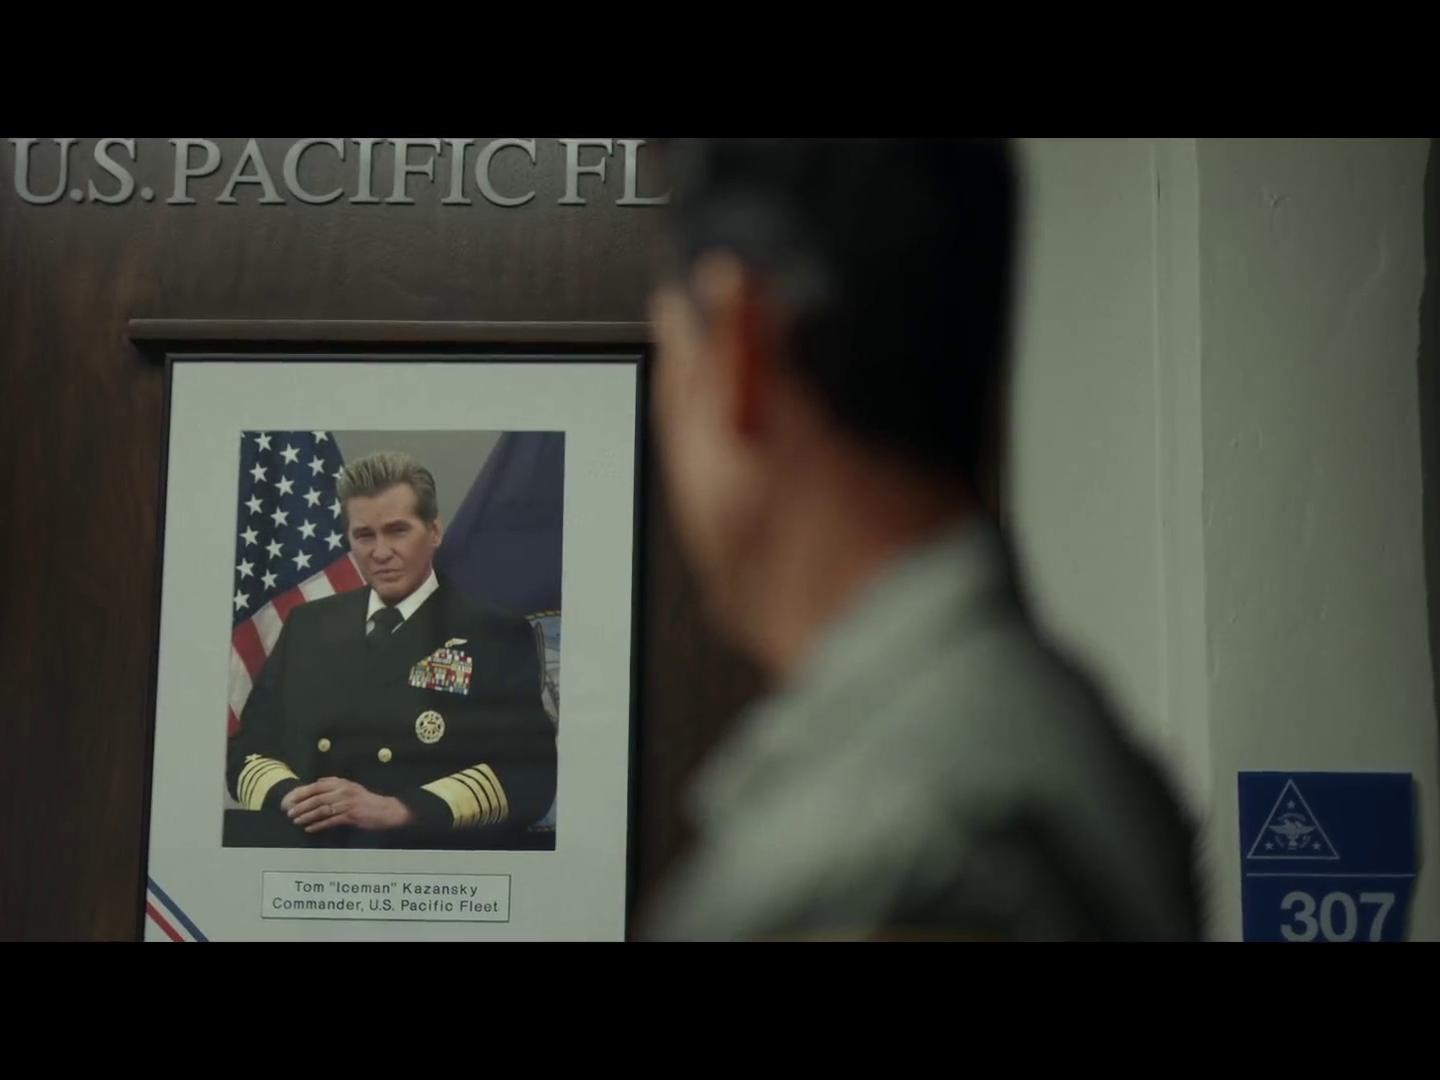 U.S. PACIFIC FL
Tom "Iceman" Kazansky
Commander, U.S. Pacific Fleet
307